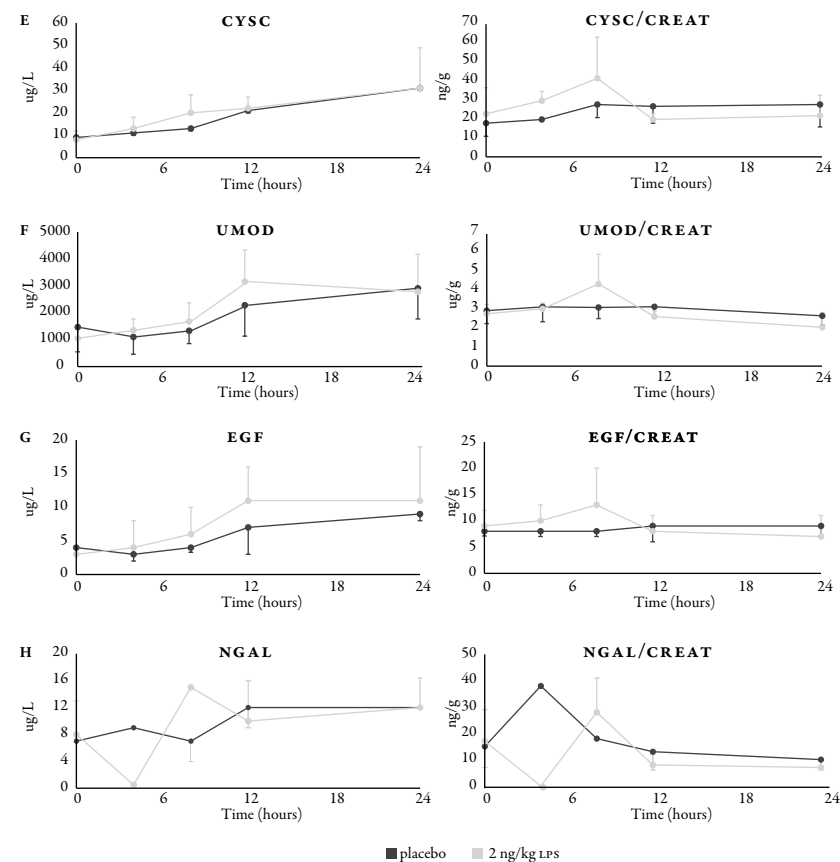 E CYSC CYSC/CREAT
ug/L 60 50 40 30 20 10 0
0 6 12 18 24
Time (hours)
ng/g 70 60 50 40 30 20 10 0
0 6 12 18 24
Time (hours)
F UMOD UMOD/CREAT
ug/L 5000 4000 3000 2000 1000 0
0 6 12 18 24
Time (hours)
ug/g 7 6 5 4 3 2 1 0
0 6 12 18 24
Time (hours)
G EGF EGF/CREAT
ug/L 20 15 10 5 0
0 6 12 18 24
Time (hours)
ng/g 25 20 15 10 5 0
0 6 12 18 24
Time (hours)
H NGAL NGAL/CREAT
ug/L 20 16 12 8 4 0
0 6 12 18 24
Time (hours)
ng/g 50 40 30 20 10 0
0 6 12 18 24
Time (hours)
placebo 2 ng/kg LPS